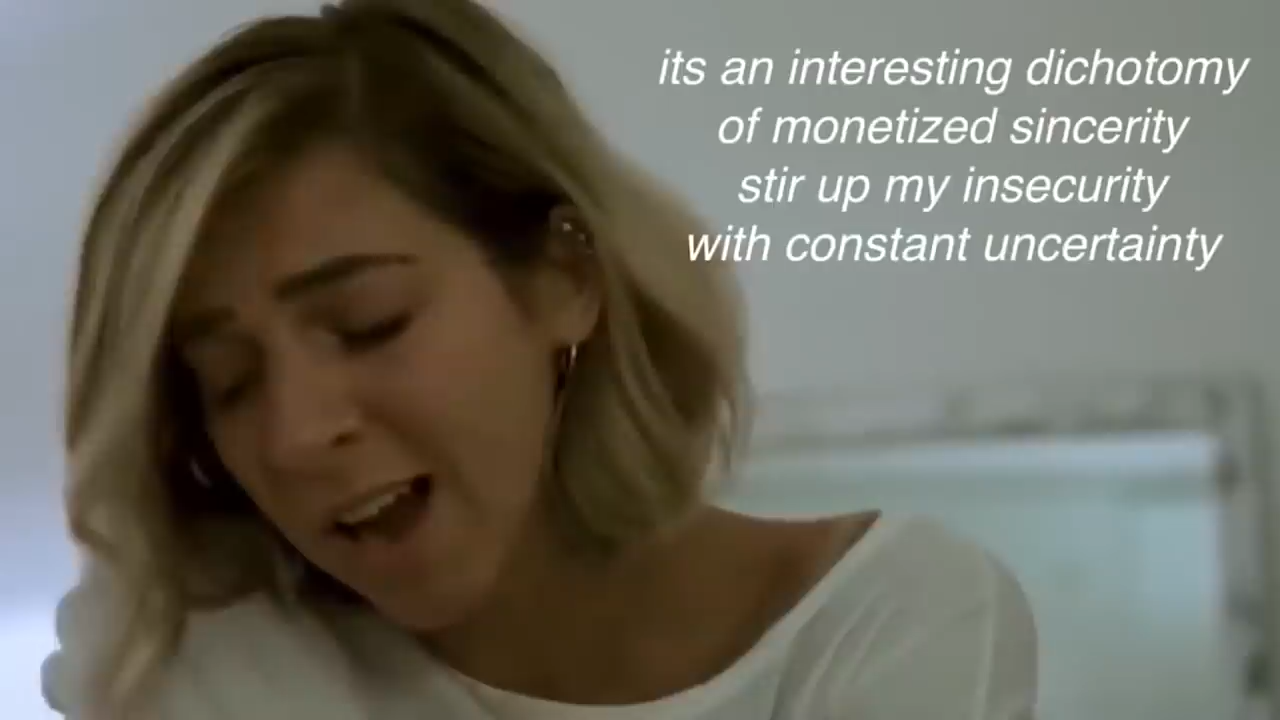 its an interesting dichotomy
of monetized sincerity
stir up my insecurity
with constant uncertainty